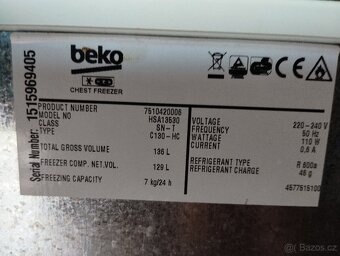 beko
CHEST FREEZER
Serial Number: 1515969405
PRODUCT NUMBER 7510420006
MODEL NO HSA13530
CLASS SN-T
TYPE C130-HC
TOTAL GROSS VOLUME 136 L
FREEZER COMP. NET. VOL. 129 L
FREEZING CAPACITY 7 kg/24 h
VOLTAGE 220-240 V
FREQUENCY 50 Hz
WATTAGE 110 W
CURRENT 0,6 A
REFRIGERANT TYPE R 600a
REFRIGERANT CHARGE 46 g
4577615100
bazoš.cz